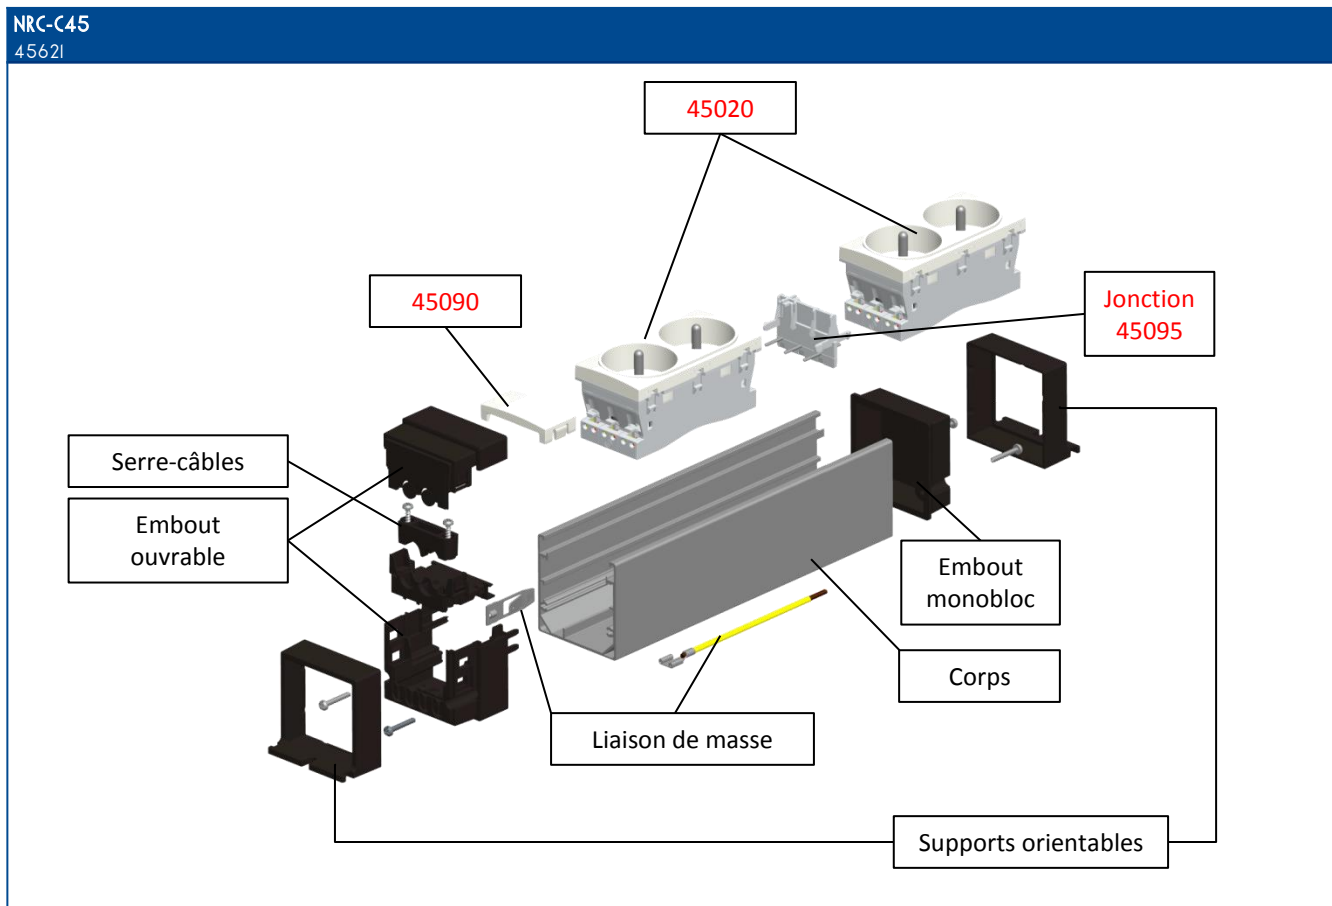 NRC-C45
45621
45020
45090
Jonction
45095
Serre-câbles
Embout
ouvrable
Embout
monobloc
Corps
Liaison de masse
Supports orientables